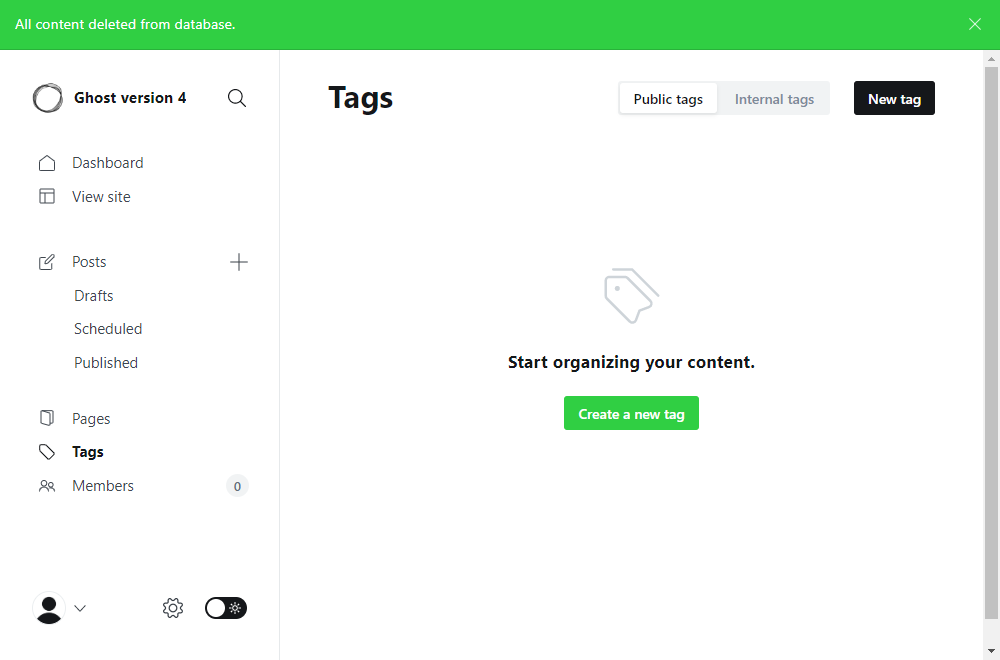 All content deleted from database.
Ghost version 4
Dashboard
View site
Posts
Drafts
Scheduled
Published
Pages
Tags
Members
0
Tags
Public tags
Internal tags
New tag
Start organizing your content.
Create a new tag